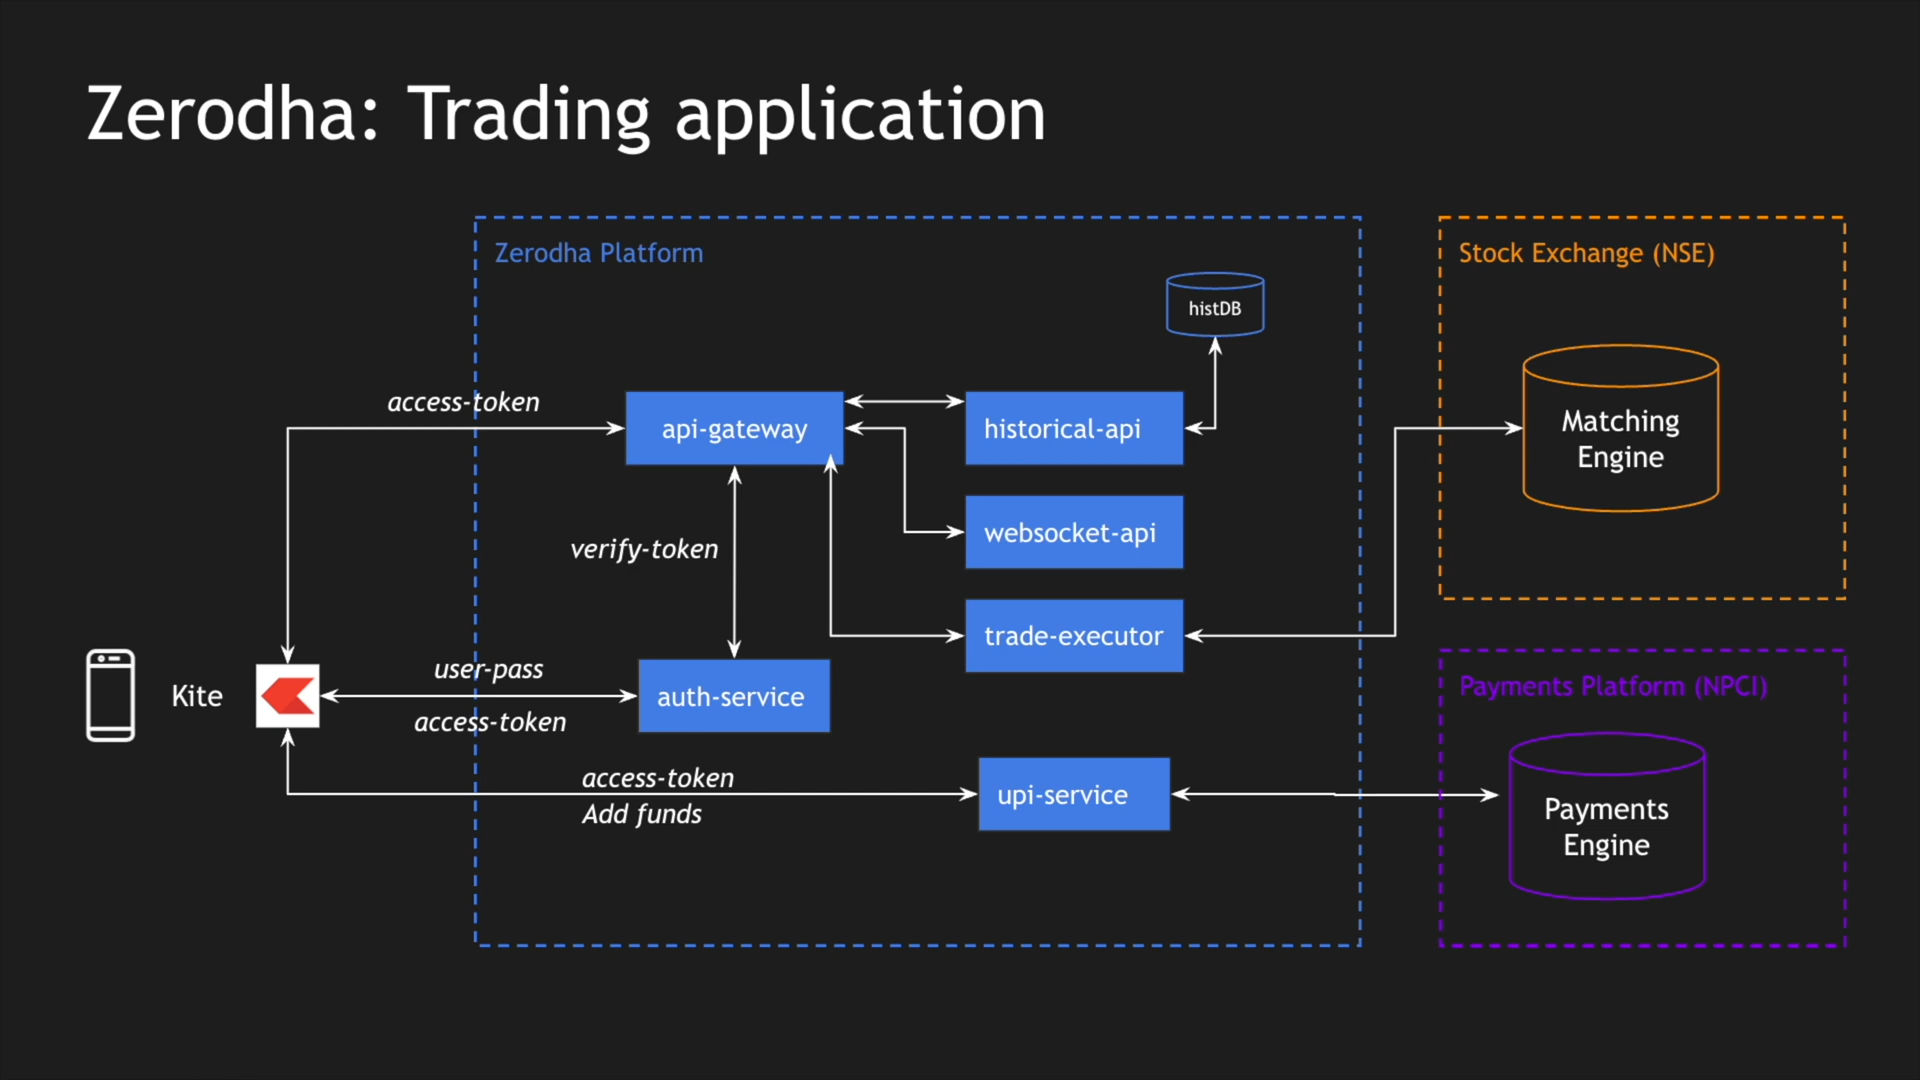 Zerodha: Trading application
Zerodha Platform
Stock Exchange (NSE)
histDB
access-token
api-gateway
historical-api
Matching
Engine
websocket-api
verify-token
trade-executor
user-pass
Kite
auth-service
access-token
Payments Platform (NPCI)
access-token
Add funds
upi-service
Payments
Engine